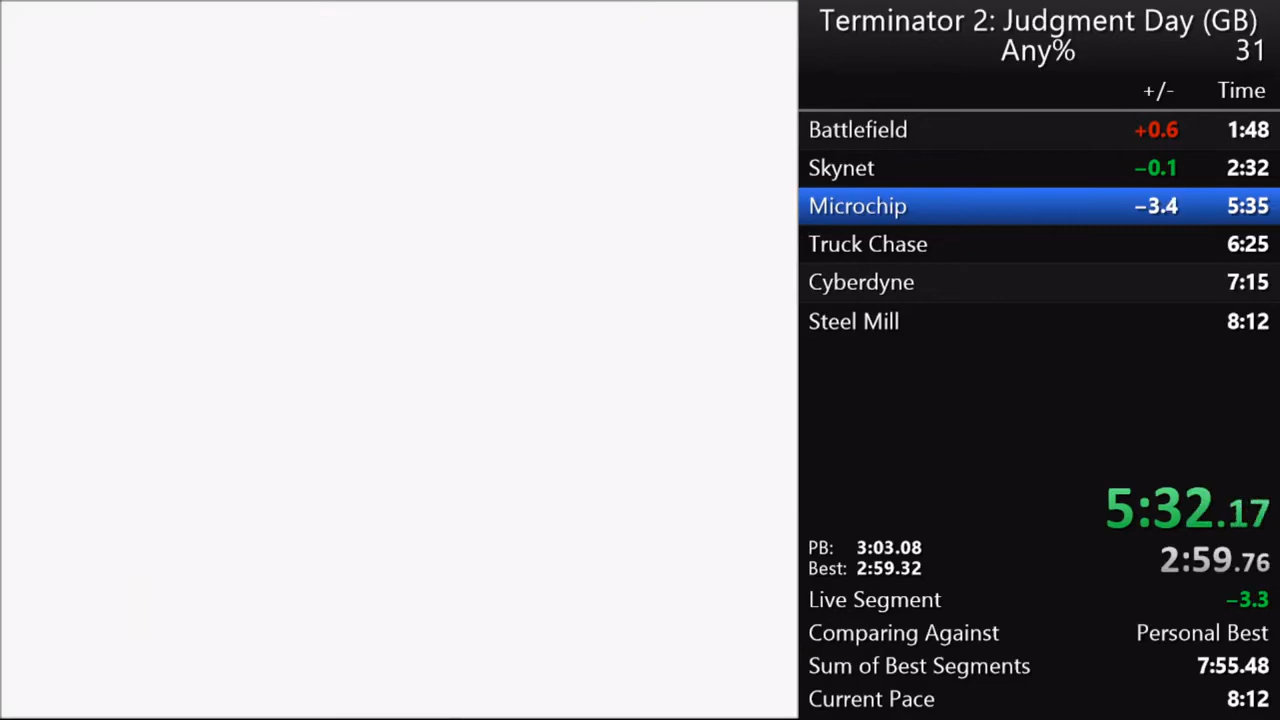 Terminator 2: Judgment Day (GB)
Any% 31
+/- Time
Battlefield +0.6 1:48
Skynet −0.1 2:32
Microchip −3.4 5:35
Truck Chase 6:25
Cyberdyne 7:15
Steel Mill 8:12
5:32.17
PB: 3:03.08
Best: 2:59.32
2:59.76
Live Segment −3.3
Comparing Against Personal Best
Sum of Best Segments 7:55.48
Current Pace 8:12